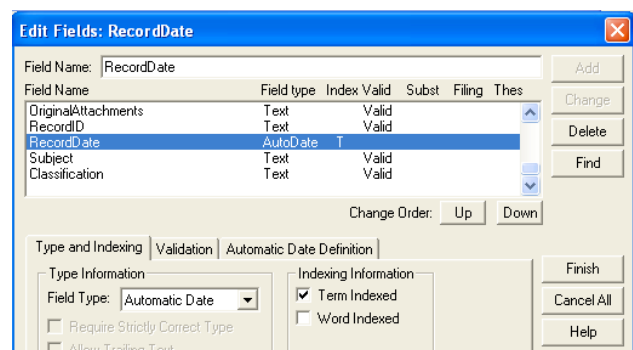 Edit Fields: RecordDate
Field Name: RecordDate
Add
Field Name Field type Index Valid Subst Filing Thes
Change
OriginalAttachments Text Valid
RecordID Text Valid
Delete
RecordDate AutoDate T
Subject Text Valid
Find
Classification Text Valid
Change Order: Up Down
Type and Indexing Validation Automatic Date Definition
Finish
Type Information Indexing Information
Field Type: Automatic Date Term Indexed
Cancel All
Require Strictly Correct Type Word Indexed
Help
Allow Trailing Text